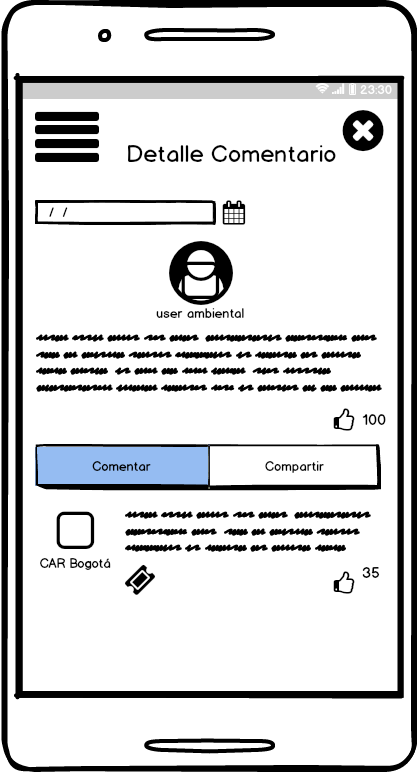 23:30
Detalle Comentario
/ /
user ambiental
100
Comentar
Compartir
CAR Bogotá
35